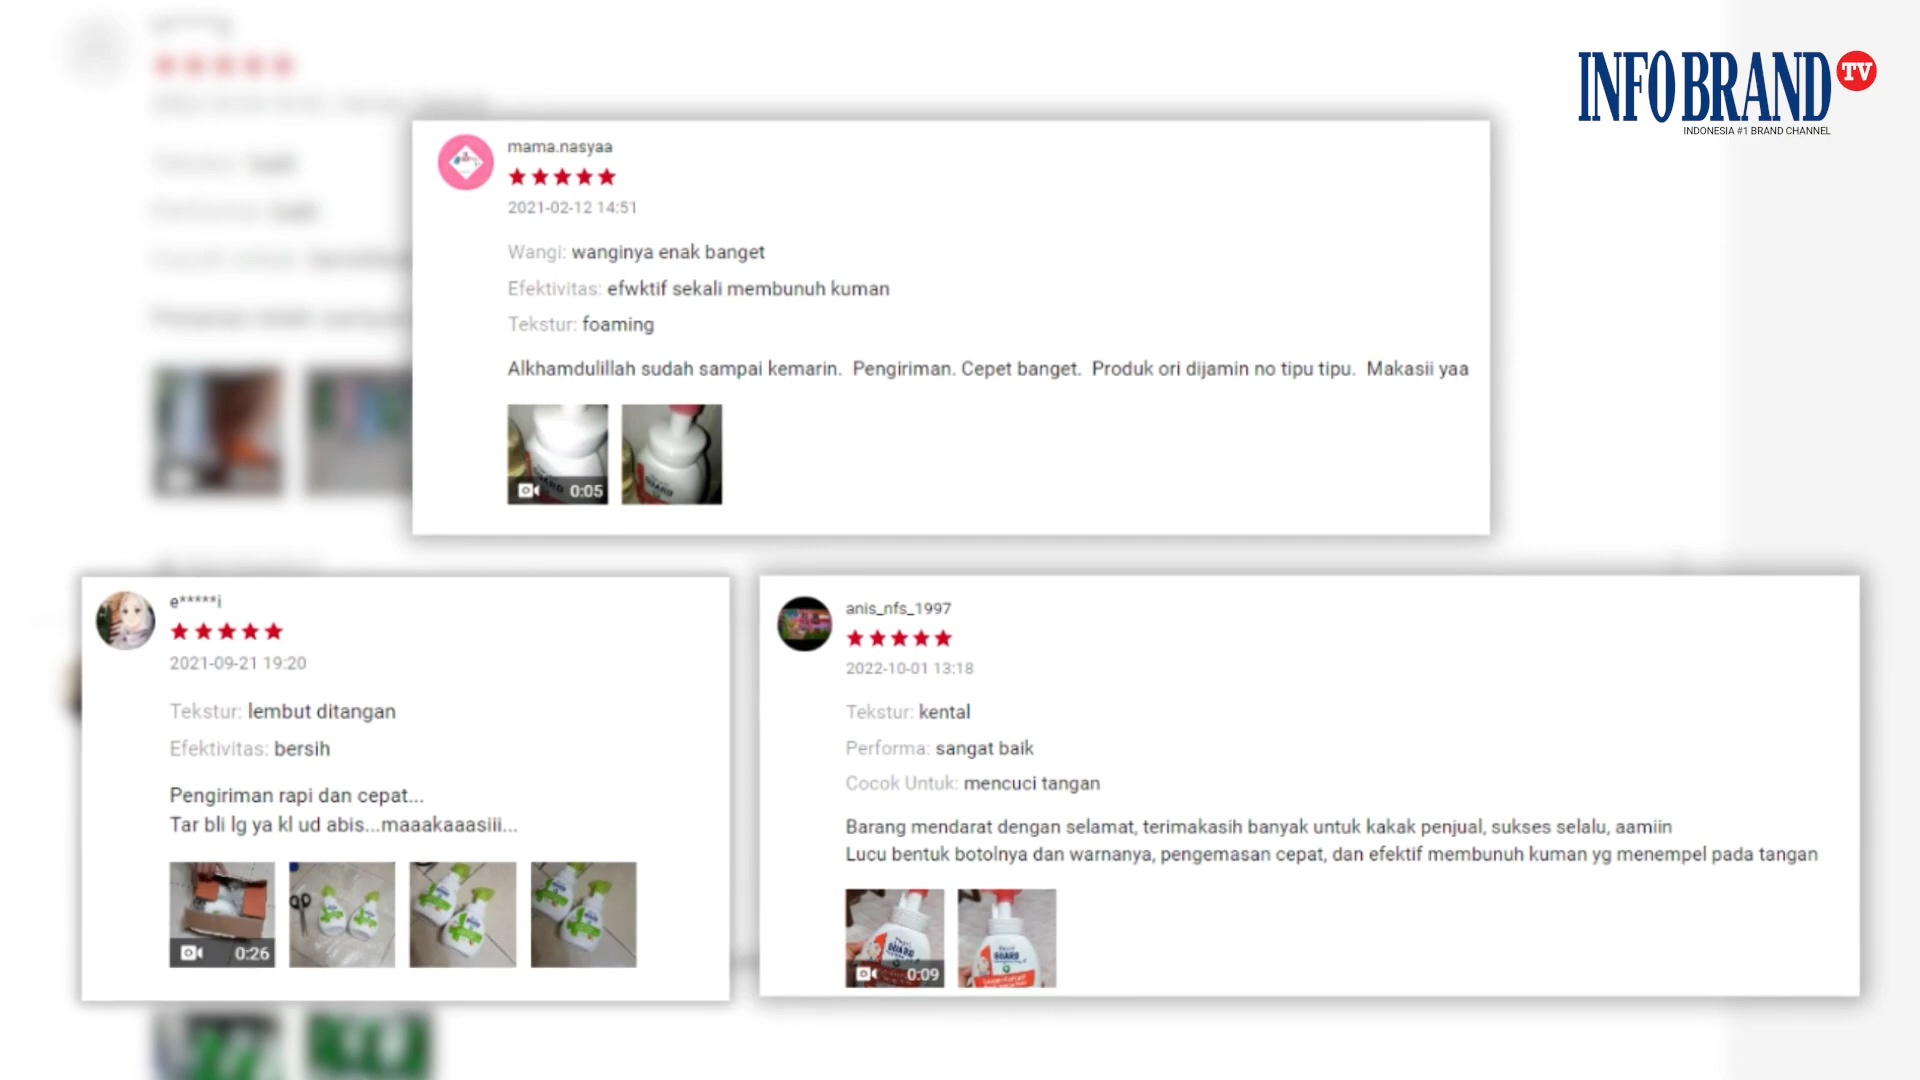 INFOBRAND TV
INDONESIA #1 BRAND CHANNEL
mama.nasyaa
2021-02-12 14:51
Wangi: wanginya enak banget
Efektivitas: efwktif sekali membunuh kuman
Tekstur: foaming
Alkhamdulillah sudah sampai kemarin. Pengiriman. Cepet banget. Produk ori dijamin no tipu tipu. Makasii yaa
GUARD
0:05
GUARD
e*****i
2021-09-21 19:20
Tekstur: lembut ditangan
Efektivitas: bersih
Pengiriman rapi dan cepat...
Tar bli lg ya kl ud abis...maaakaaasiii...
0:26
anis_nfs_1997
2022-10-01 13:18
Tekstur: kental
Performa: sangat baik
Cocok Untuk: mencuci tangan
Barang mendarat dengan selamat, terimakasih banyak untuk kakak penjual, sukses selalu, aamiin
Lucu bentuk botolnya dan warnanya, pengemasan cepat, dan efektif membunuh kuman yg menempel pada tangan
GUARD
0:09
GUARD